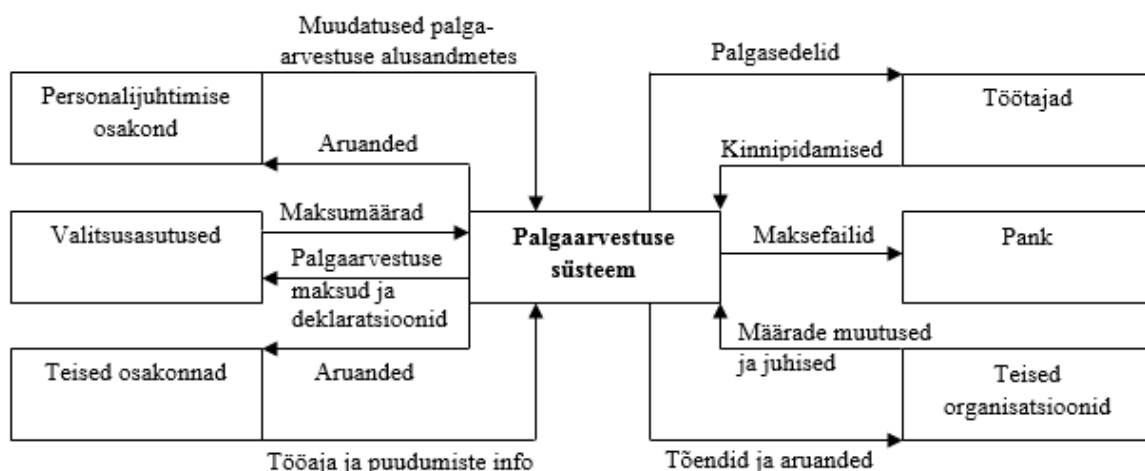 Muudatused palga-
arvestuse alusandmetes
Palgasedelid
Personalijuhtimise
osakond
Töötajad
Aruanded
Kinnipidamised
Valitsusasutused
Maksumäärad
Palgaarvestuse
süsteem
Maksefailid
Pank
Palgaarvestuse
maksud ja
deklaratsioonid
Määrade muutused
ja juhised
Teised osakonnad
Aruanded
Teised
organisatsioonid
Tööaja ja puudumiste info
Tõendid ja aruanded